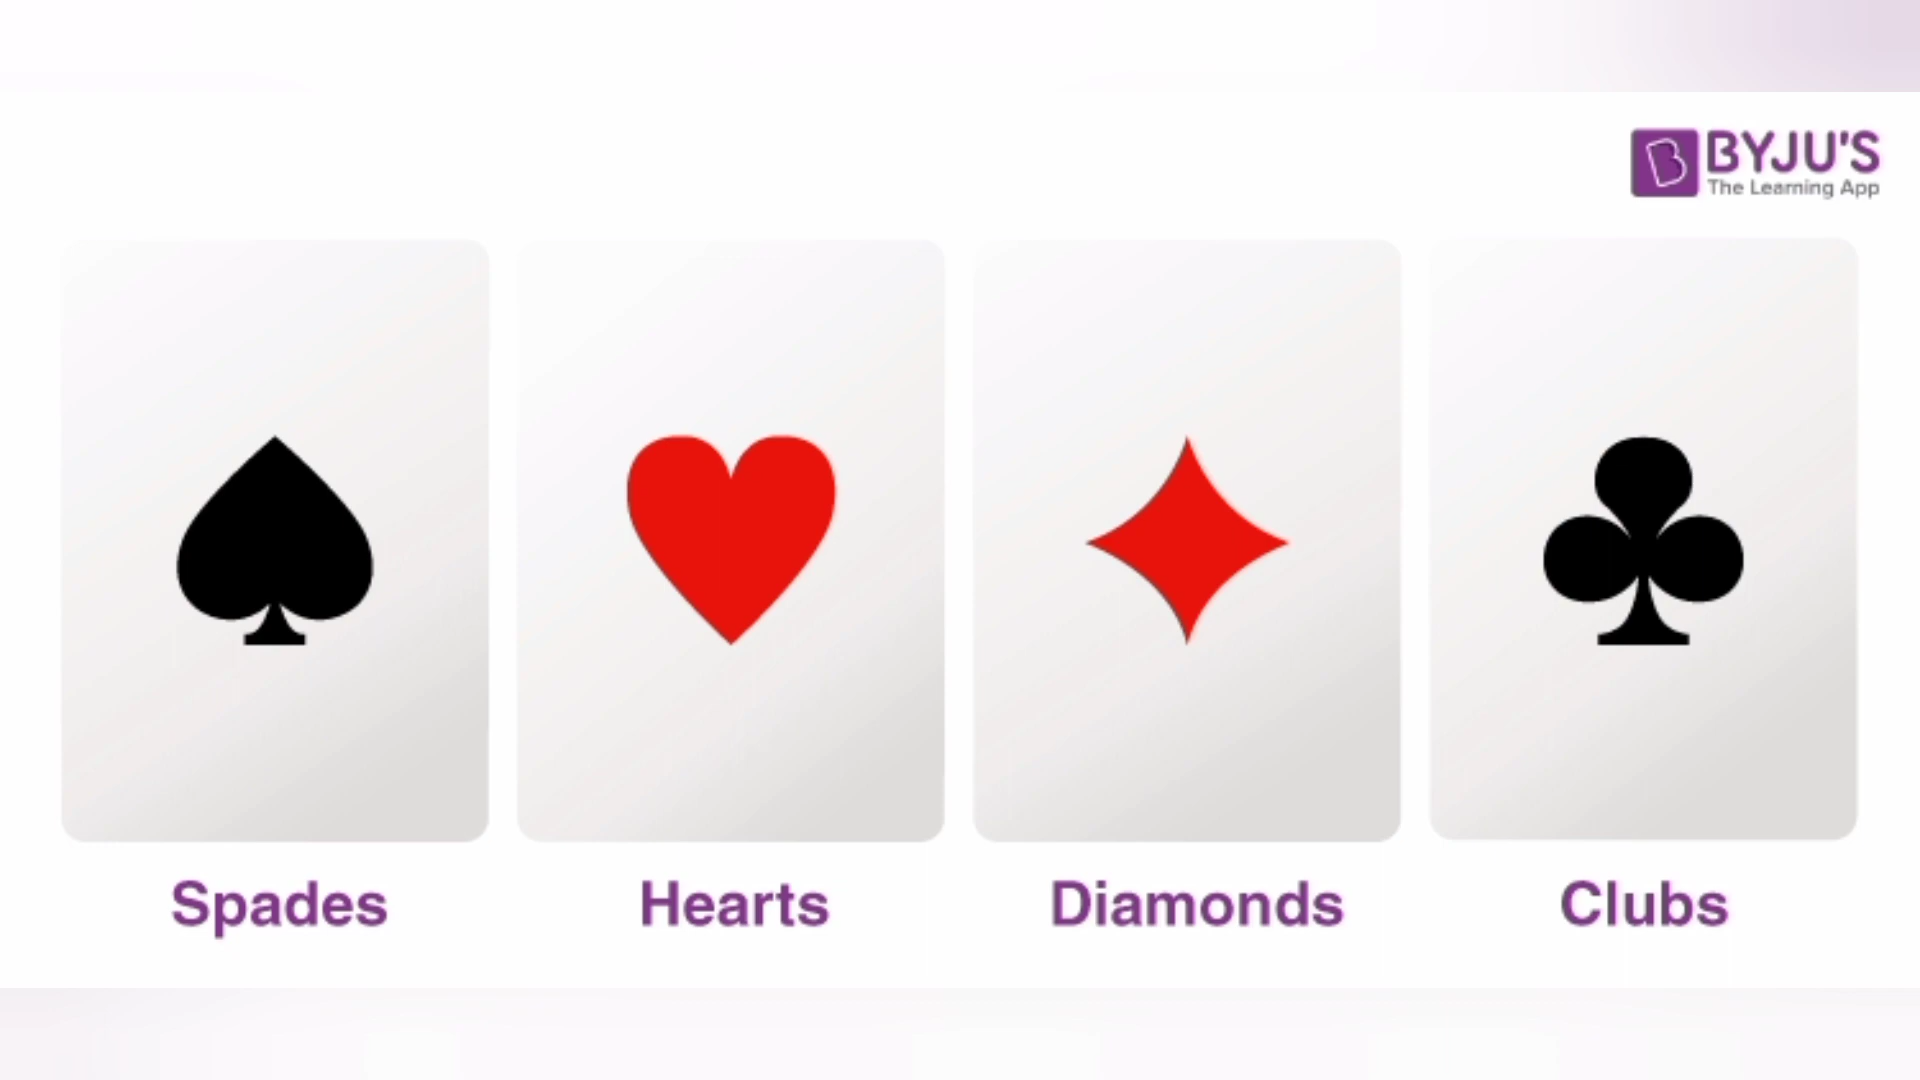 BYJU'S
The Learning App
Spades
Hearts
Diamonds
Clubs